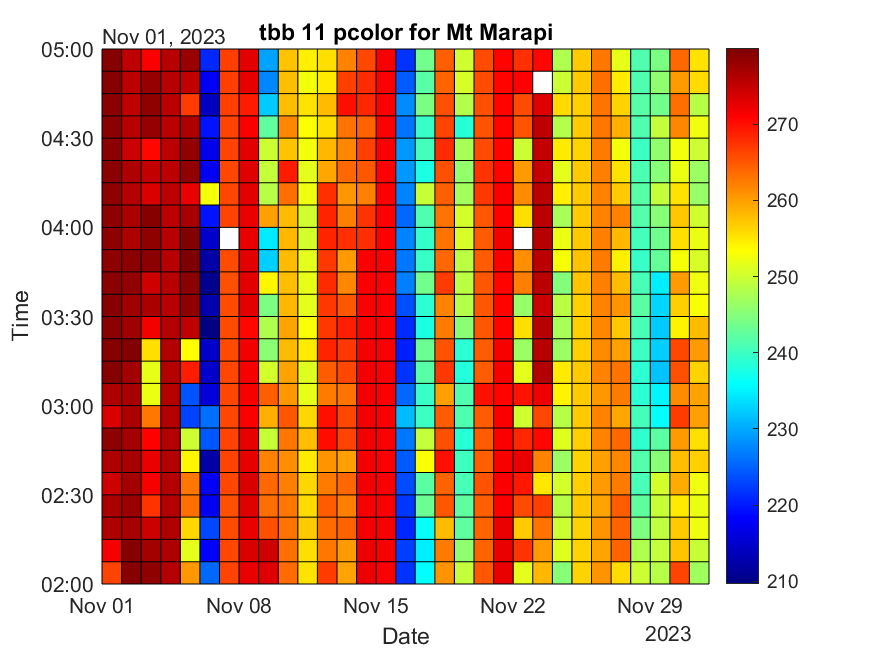 tbb 11 pcolor for Mt Marapi
Nov 01, 2023
05:00
04:30
04:00
03:30
03:00
02:30
02:00
Time
Nov 01
Nov 08
Nov 15
Nov 22
Nov 29
2023
Date
270
260
250
240
230
220
210